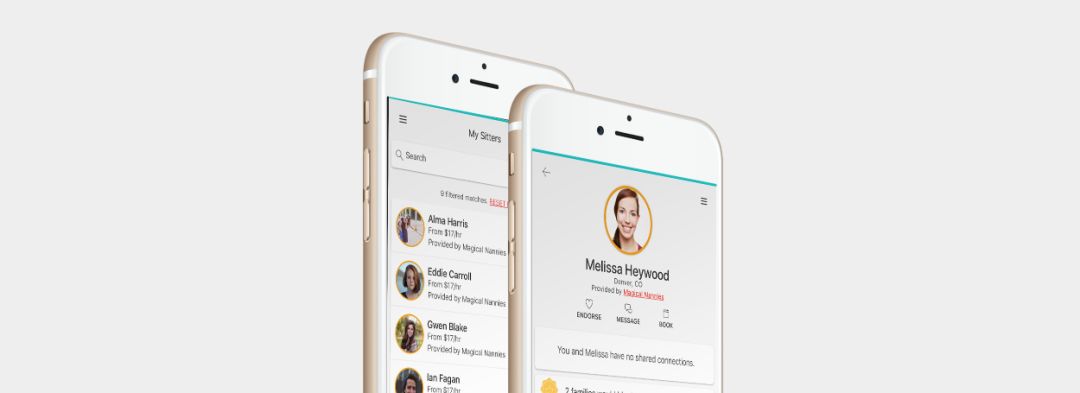 My Sitters
Search
9 filtered matches. RESET
Alma Harris
From $17/hr
Provided by Magical Nannies
Eddie Carroll
From $17/hr
Provided by Magical Nannies
Gwen Blake
From $17/hr
Provided by Magical Nannies
Ian Fagan
From $17/hr
Melissa Heywood
Denver, CO
Provided by Magical Nannies
ENDORSE
MESSAGE
BOOK
You and Melissa have no shared connections.
2 families would